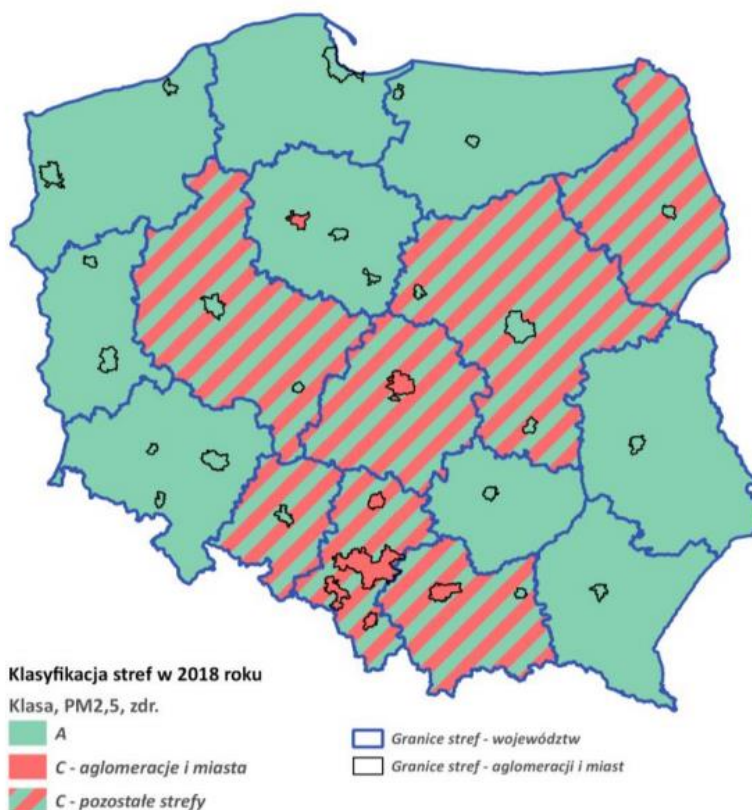 Klasyfikacja stref w 2018 roku
Klasa, PM2,5, zdr.
A
C - aglomeracje i miasta
C - pozostałe strefy
Granice stref - województw
Granice stref - aglomeracji i miast